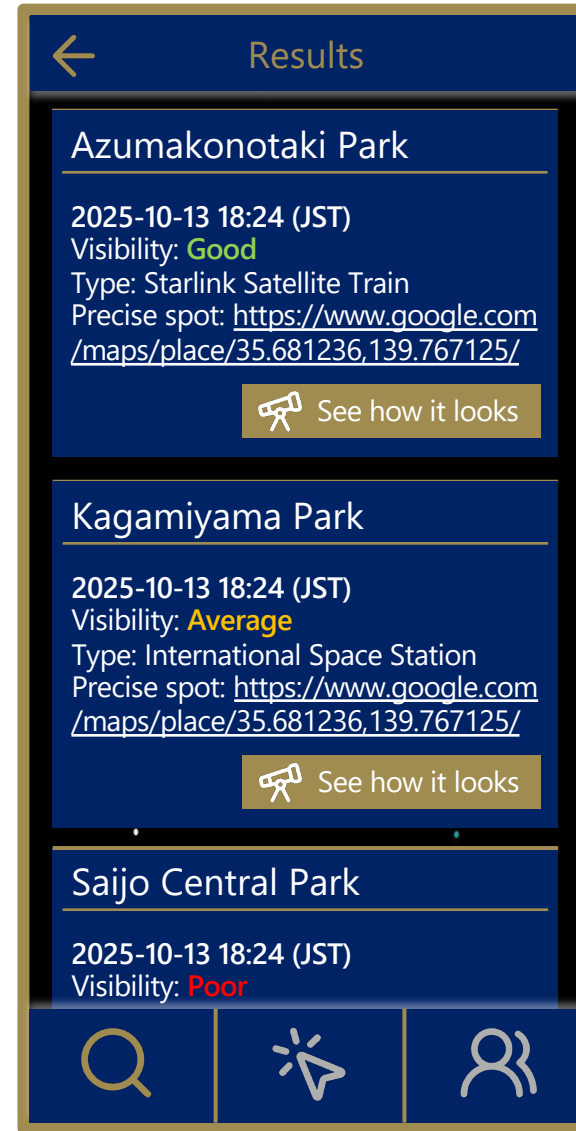 Results
Azumakonotaki Park
2025-10-13 18:24 (JST)
Visibility: Good
Type: Starlink Satellite Train
Precise spot: https://www.google.com
/maps/place/35.681236,139.767125/
See how it looks
Kagamiyama Park
2025-10-13 18:24 (JST)
Visibility: Average
Type: International Space Station
Precise spot: https://www.google.com
/maps/place/35.681236,139.767125/
See how it looks
Saijo Central Park
2025-10-13 18:24 (JST)
Visibility: Poor